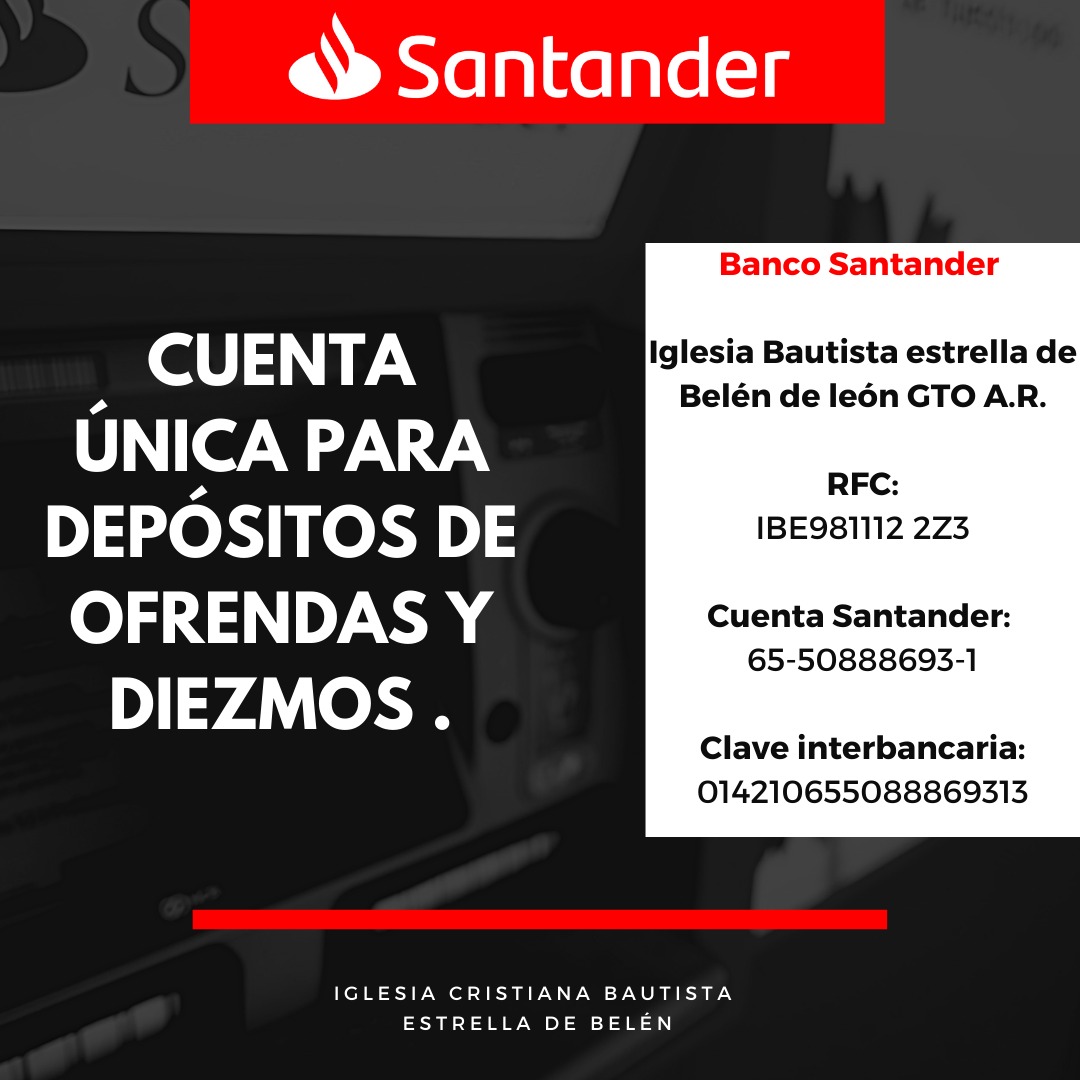 Santander
CUENTA
ÚNICA PARA
DEPÓSITOS DE
OFRENDAS Y
DIEZMOS .
Banco Santander
Iglesia Bautista estrella de
Belén de león GTO A.R.
RFC:
IBE981112 2Z3
Cuenta Santander:
65-50888693-1
Clave interbancaria:
014210655088869313
IGLESIA CRISTIANA BAUTISTA
ESTRELLA DE BELÉN